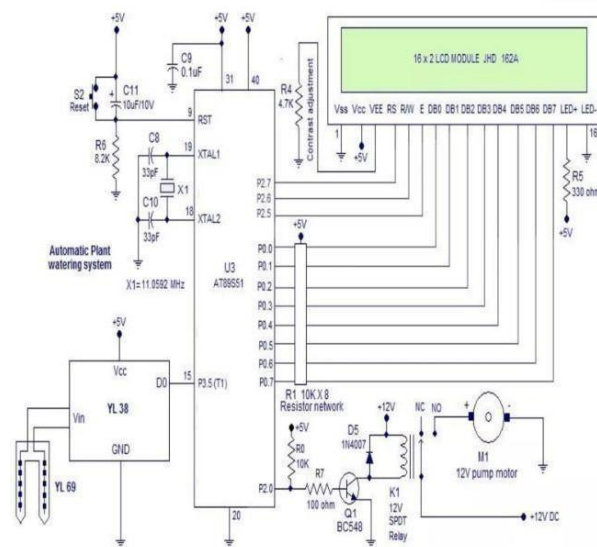 +5V
+5V
S2
Reset
C11
10uF/10V
R6
8.2K
C9
0.1uF
31
40
9
RST
C8
33pF
19
XTAL1
X1
C10
33pF
18
XTAL2
Automatic Plant
watering system
X1= 11.0592 MHz
U3
AT89S51
R4
4.7K
Contrast adjustment
16 x 2 LCD MODULE JHD 162A
Vss Vcc VEE RS R/W E DB0 DB1 DB2 DB3 DB4 DB5 DB6 DB7 LED+ LED-
1
16
+5V
R5
330 ohm
+5V
P2.7
P2.6
P2.5
+5V
P0.0
P0.1
P0.2
P0.3
P0.4
P0.5
P0.6
P0.7
R1 10K X 8
Resistor network
+5V
Vcc
D0
15
P3.5(T1)
YL 38
Vin
GND
YL 69
20
P2.0
+5V
R0
10K
R7
100 ohm
Q1
BC548
D5
1N4007
+12V
K1
12V
SPDT
Relay
NC
NO
+
-
M1
12V pump motor
+12V DC